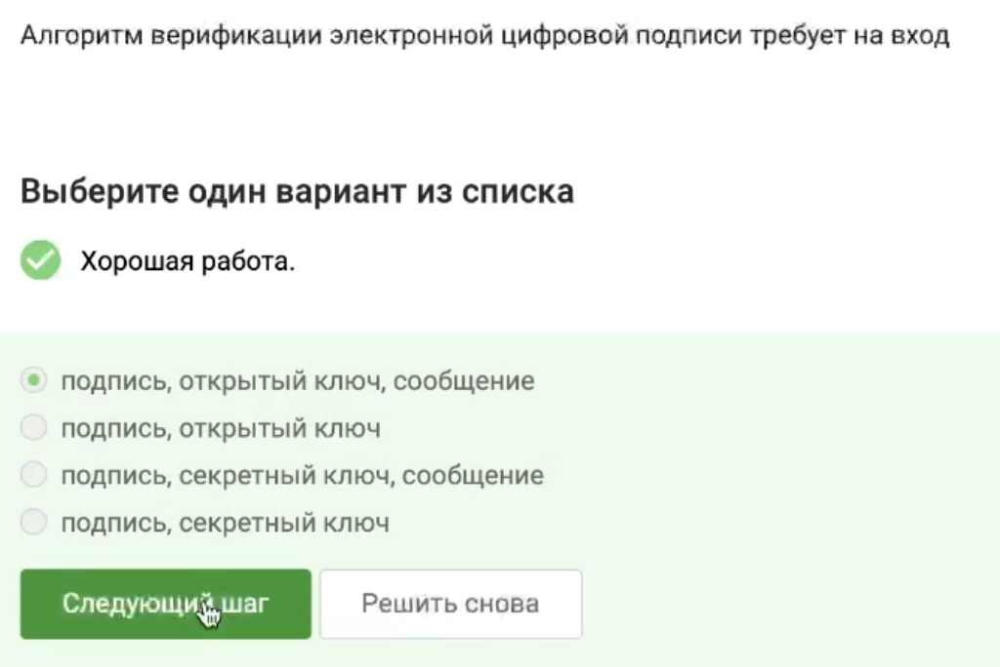 Алгоритм верификации электронной цифровой подписи требует на вход
Выберите один вариант из списка
Хорошая работа.
подпись, открытый ключ, сообщение
подпись, открытый ключ
подпись, секретный ключ, сообщение
подпись, секретный ключ
Следующий шаг
Решить снова